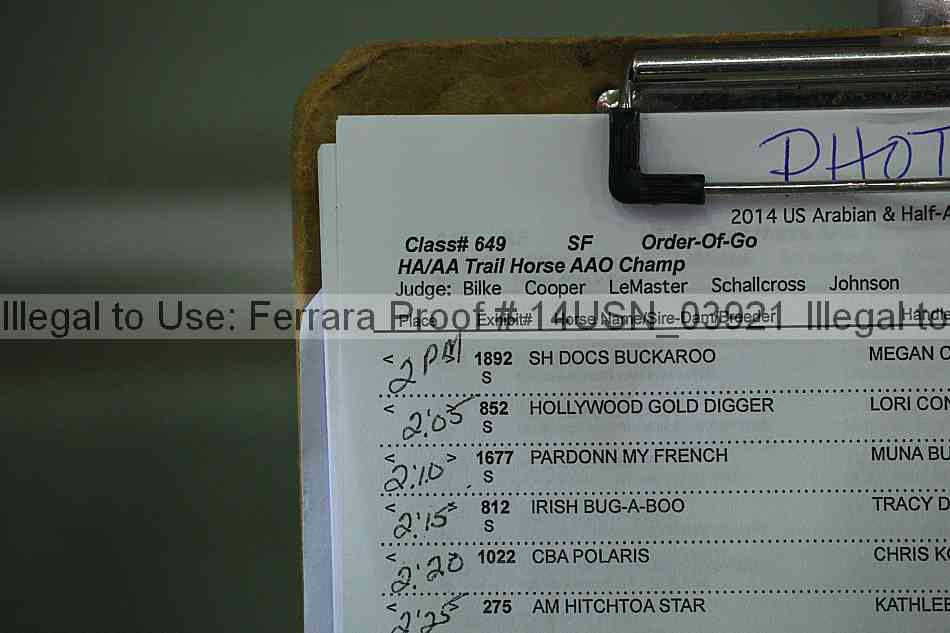 PHOT
2014 US Arabian & Half-A
Class# 649 SF Order-Of-Go
HA/AA Trail Horse AAO Champ
Judge: Bilke Cooper LeMaster Schallcross Johnson
Illegal to Use: Ferrara Proof # 14USN_03921 Illegal to
Place Exhibit# Horse Name/Sire-Dam/Breeder Handle
< 2 PM 1892 SH DOCS BUCKAROO MEGAN C
S
< 2:05 > 852 HOLLYWOOD GOLD DIGGER LORI CON
S
< 2:10 > 1677 PARDONN MY FRENCH MUNA BU
S
< 2:15 > 812 IRISH BUG-A-BOO TRACY D
S
< 2:20 1022 CBA POLARIS CHRIS KO
< 2:25 > 275 AM HITCHTOA STAR KATHLEE